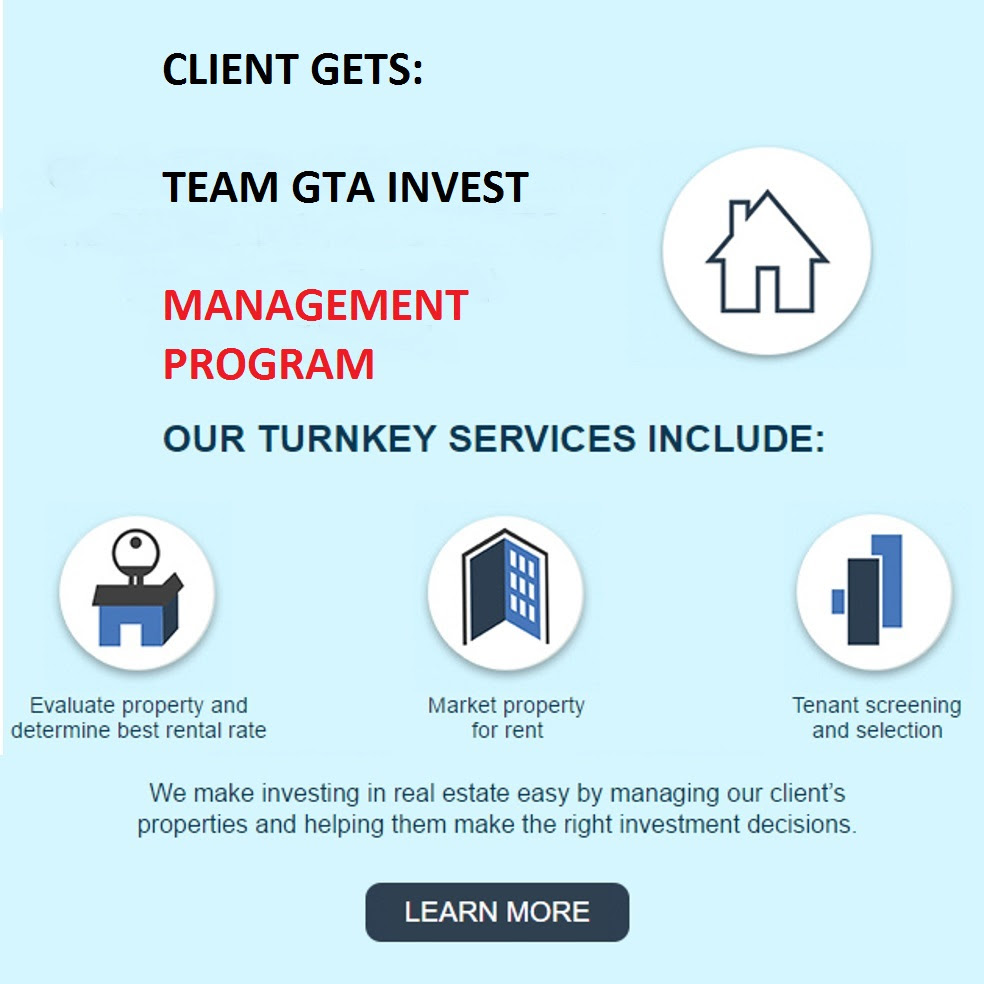 CLIENT GETS:
TEAM GTA INVEST
MANAGEMENT
PROGRAM
OUR TURNKEY SERVICES INCLUDE:
Evaluate property and
determine best rental rate
Market property
for rent
Tenant screening
and selection
We make investing in real estate easy by managing our client’s
properties and helping them make the right investment decisions.
LEARN MORE